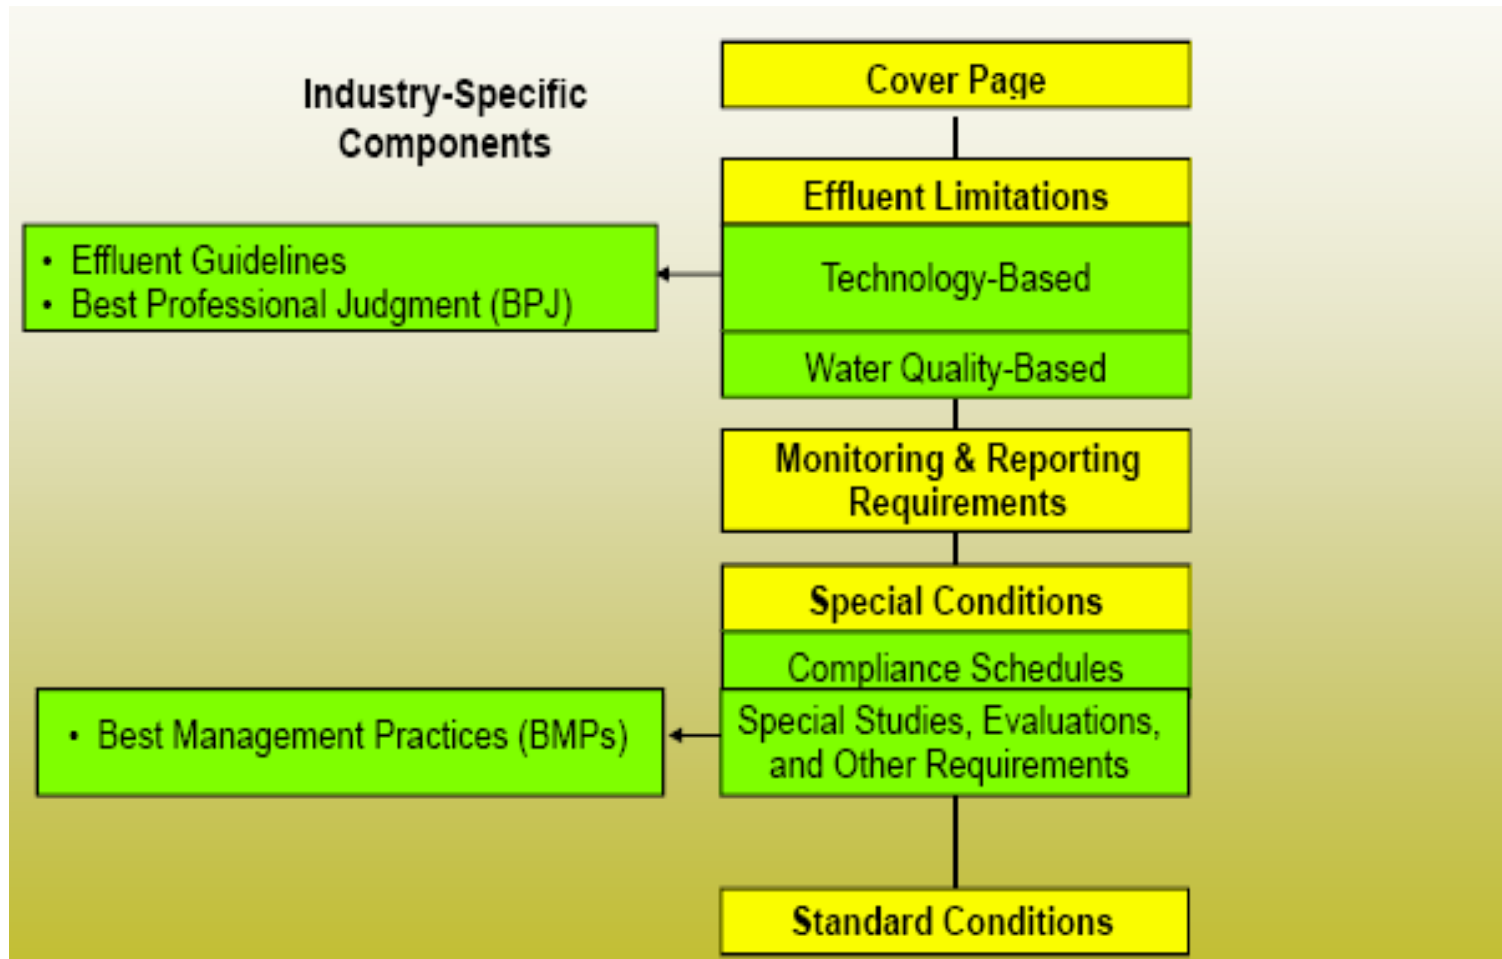 Industry-Specific
Components
Cover Page
Effluent Limitations
Technology-Based
• Effluent Guidelines
• Best Professional Judgment (BPJ)
Water Quality-Based
Monitoring & Reporting
Requirements
Special Conditions
Compliance Schedules
Special Studies, Evaluations,
and Other Requirements
• Best Management Practices (BMPs)
Standard Conditions